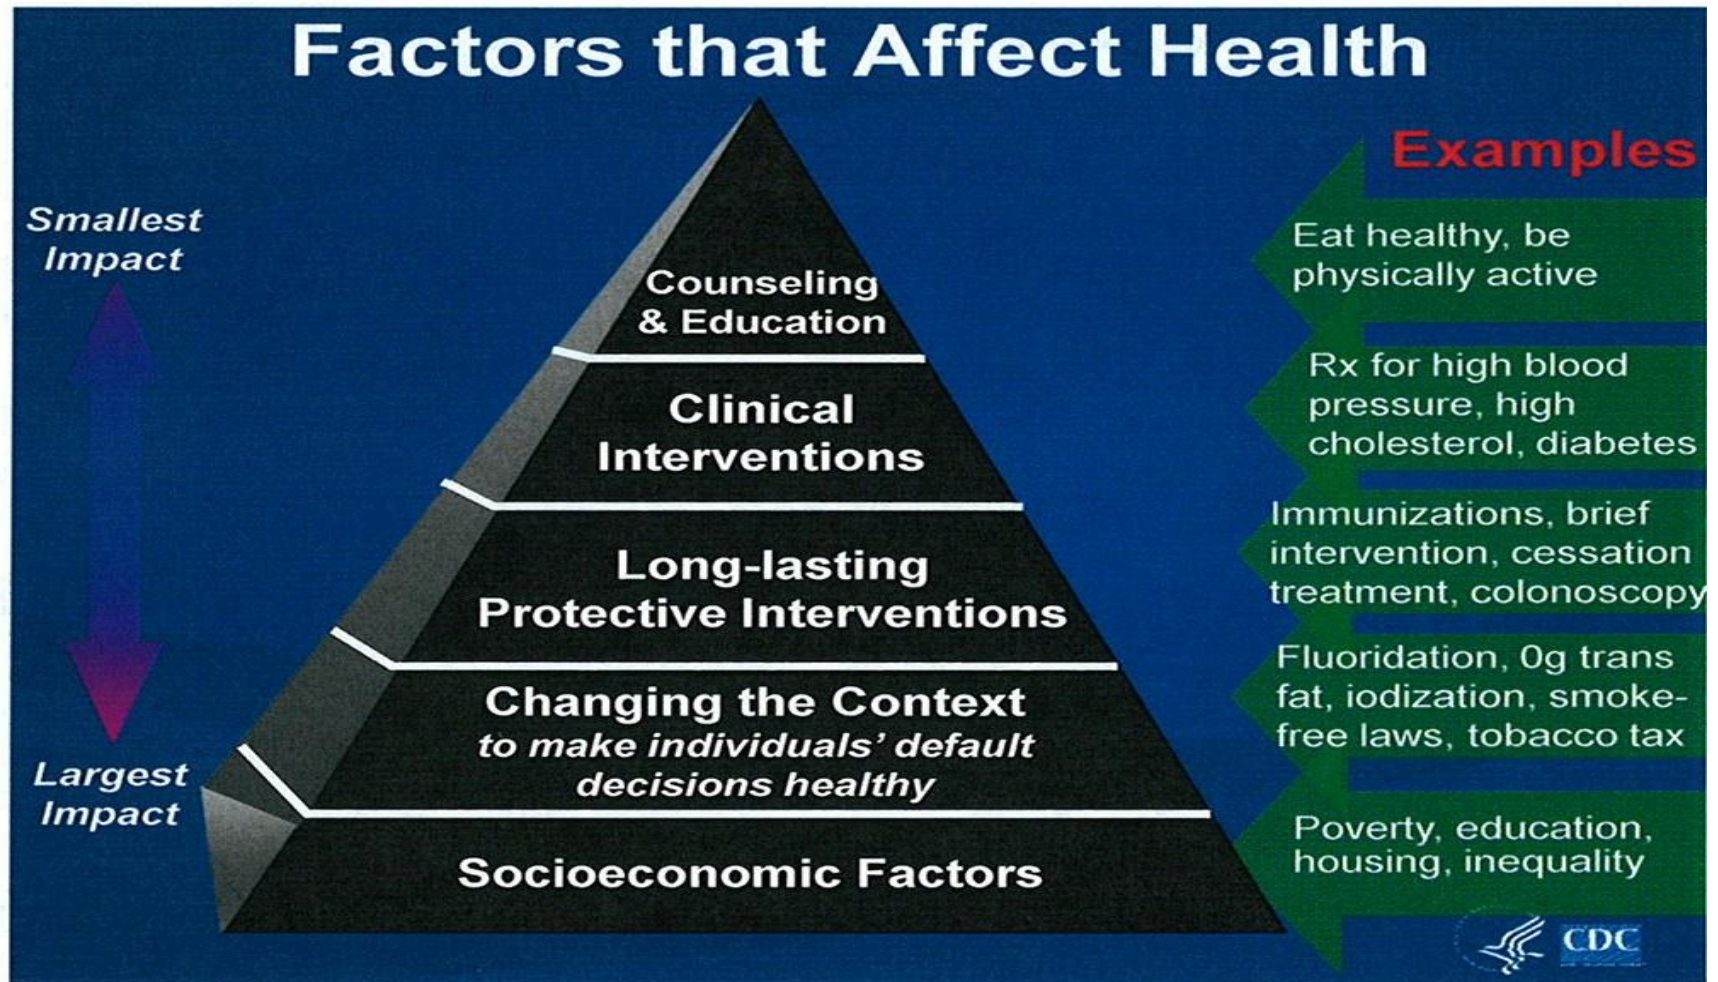 Factors that Affect Health
Examples
Smallest
Impact
Largest
Impact
Counseling
& Education
Clinical
Interventions
Long-lasting
Protective Interventions
Changing the Context
to make individuals’ default
decisions healthy
Socioeconomic Factors
Eat healthy, be
physically active
Rx for high blood
pressure, high
cholesterol, diabetes
Immunizations, brief
intervention, cessation
treatment, colonoscopy
Fluoridation, 0g trans
fat, iodization, smoke-
free laws, tobacco tax
Poverty, education,
housing, inequality
CDC